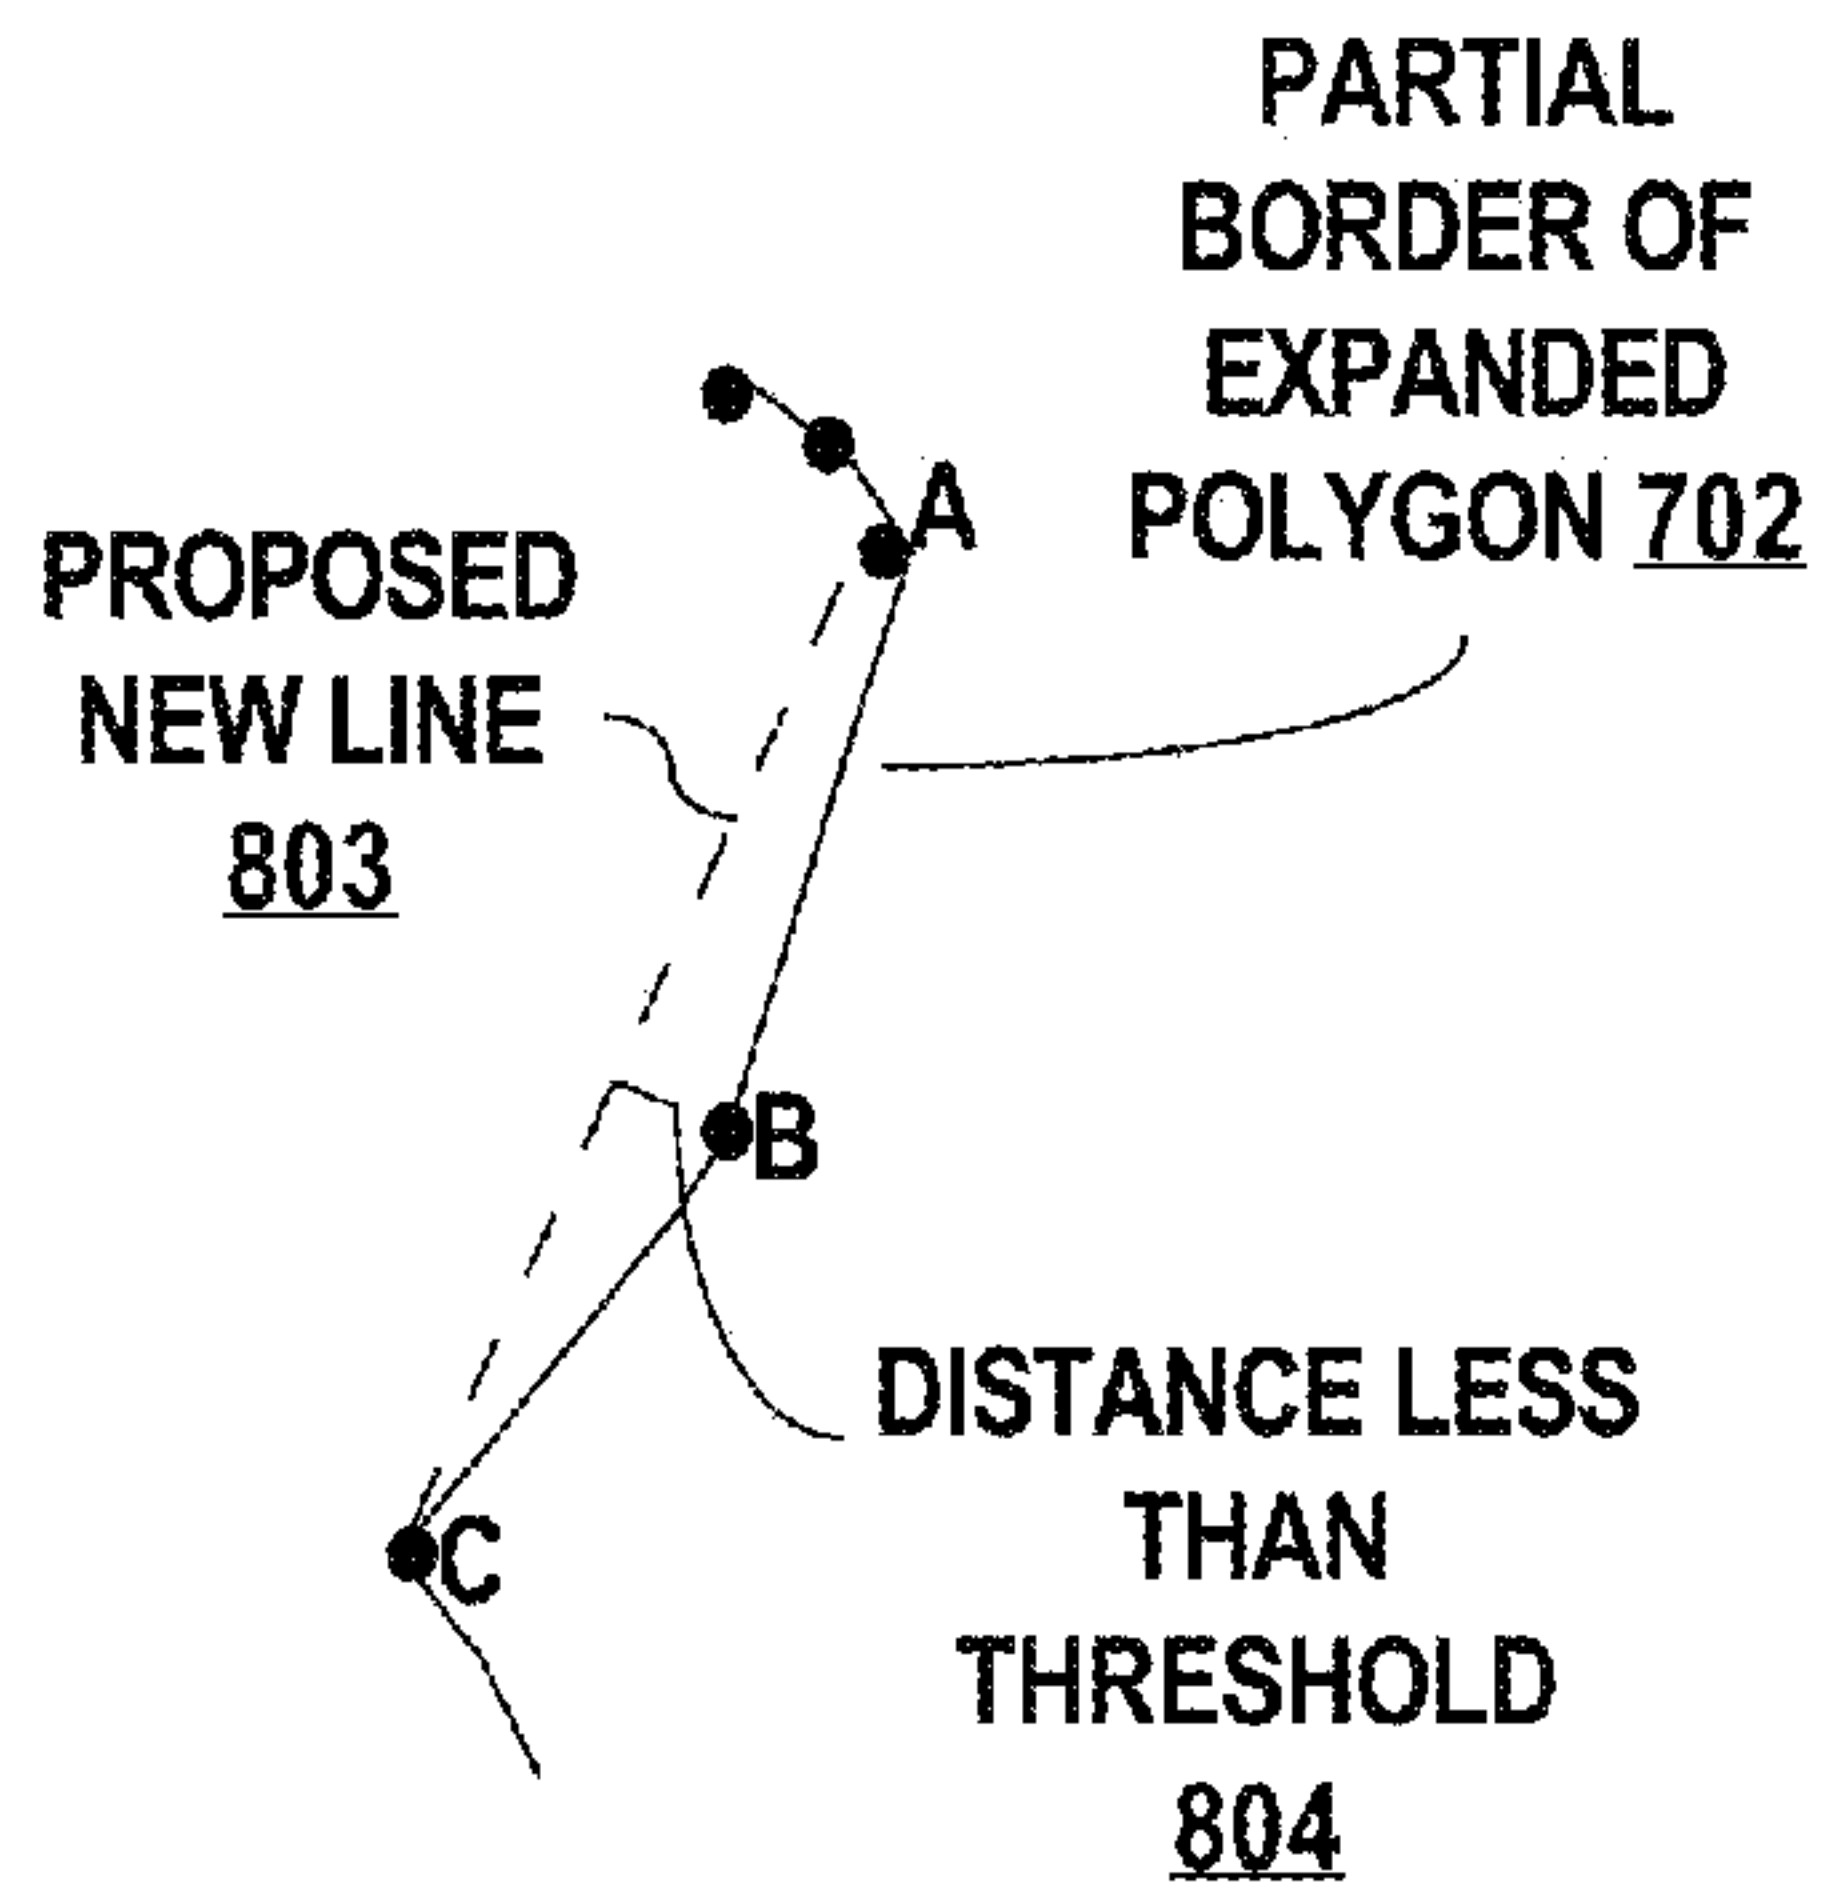 PARTIAL
BORDER OF
EXPANDED
POLYGON 702
A
PROPOSED
NEW LINE
803
B
DISTANCE LESS
THAN
THRESHOLD
804
C